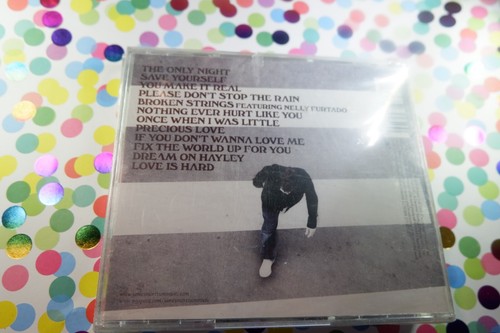 THE ONLY NIGHT
SAVE YOURSELF
YOU MAKE IT REAL
PLEASE DON'T STOP THE RAIN
BROKEN STRINGS FEATURING NELLY FURTADO
NOTHING EVER HURT LIKE YOU
ONCE WHEN I WAS LITTLE
PRECIOUS LOVE
IF YOU DON'T WANNA LOVE ME
FIX THE WORLD UP FOR YOU
DREAM ON HAYLEY
LOVE IS HARD